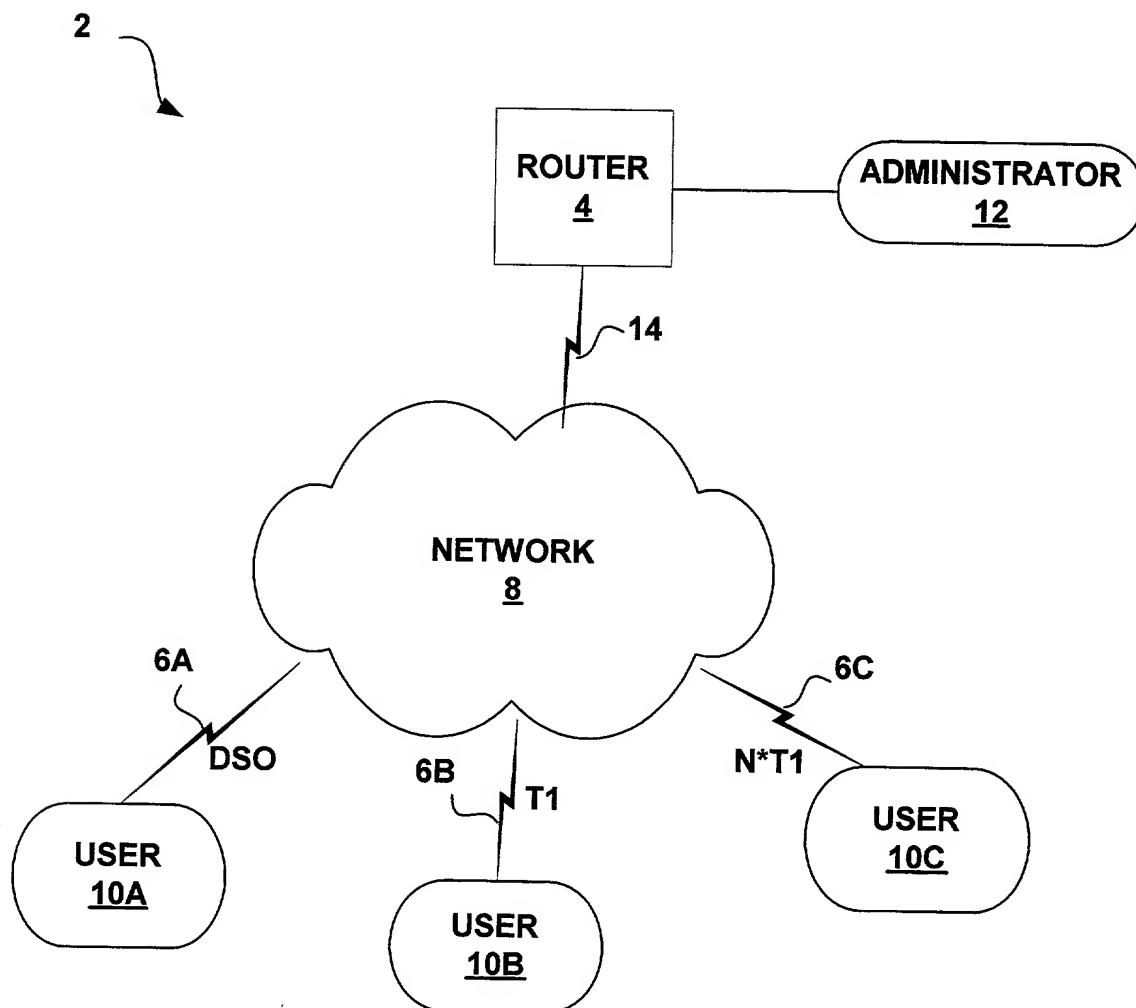 2
ROUTER
4
ADMINISTRATOR
12
14
NETWORK
8
6A
DSO
6B
T1
6C
N*T1
USER
10A
USER
10B
USER
10C